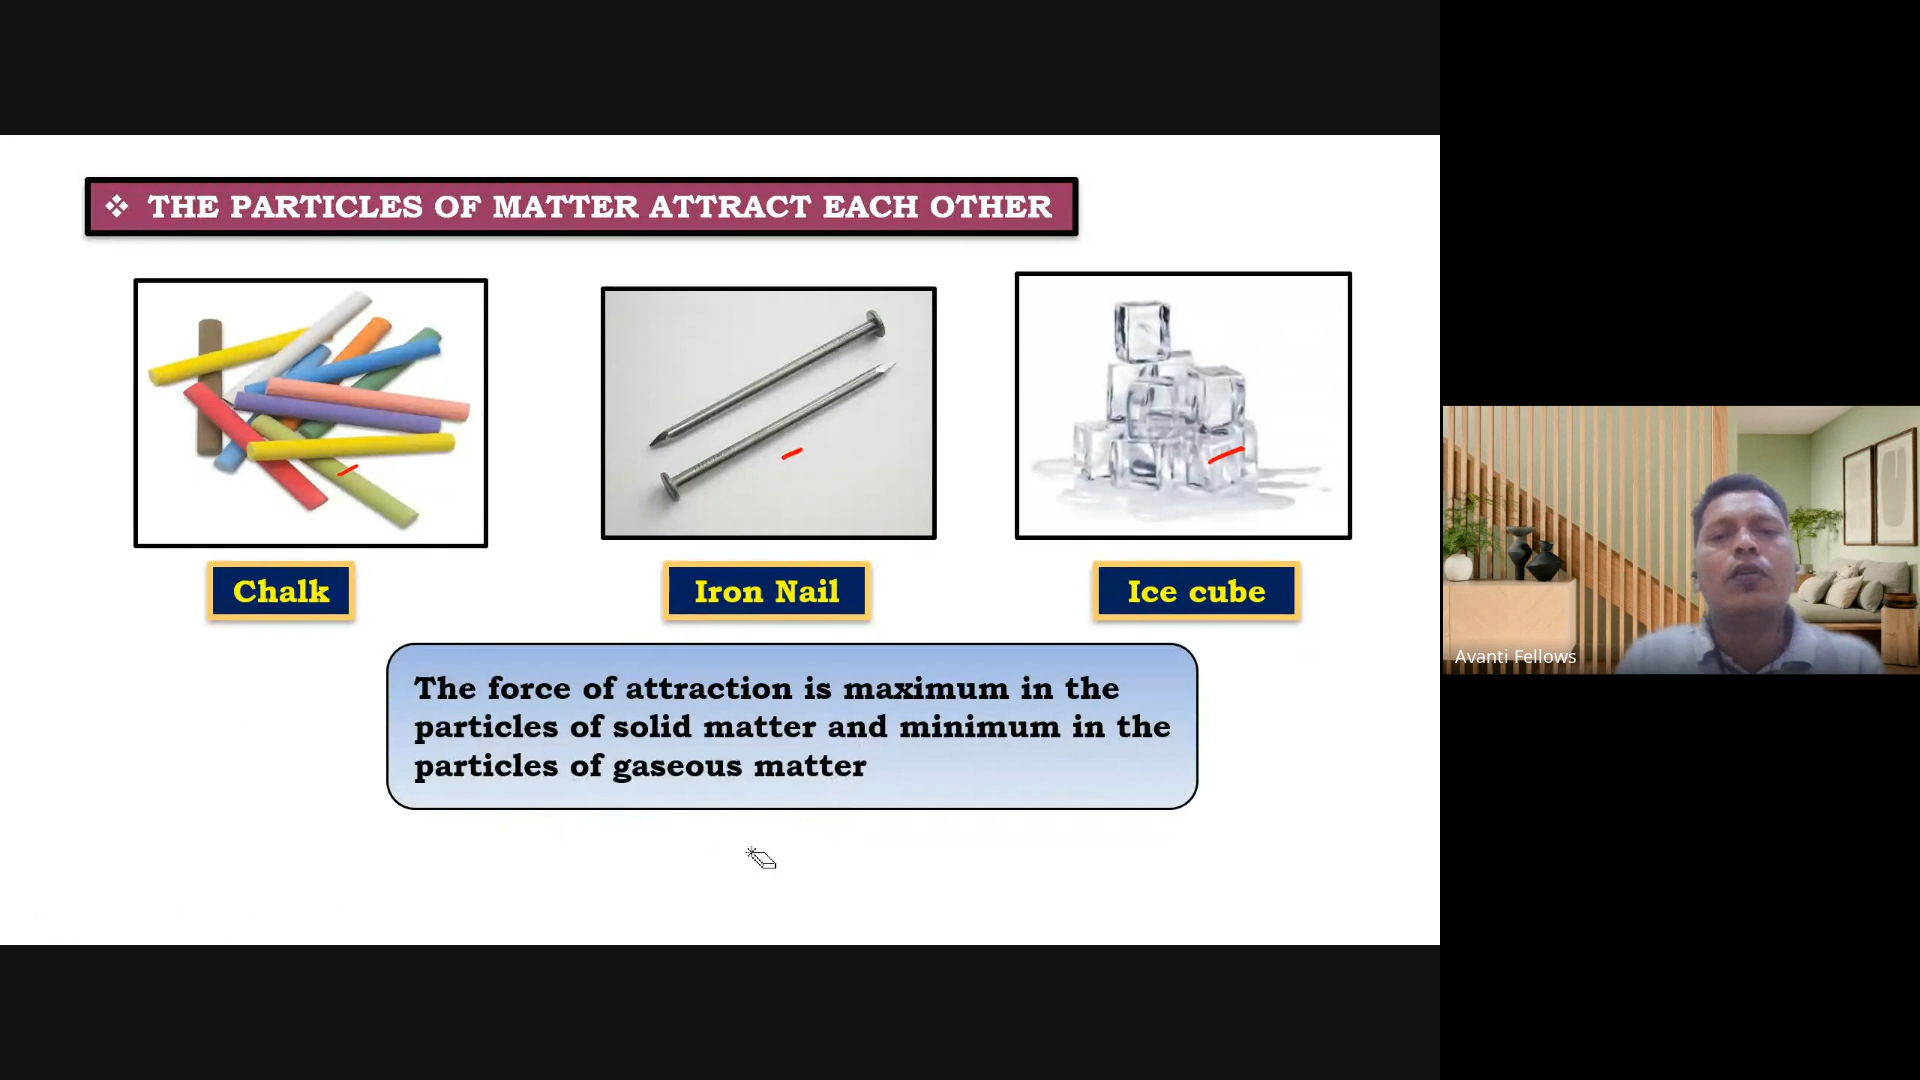 ❖ THE PARTICLES OF MATTER ATTRACT EACH OTHER
Chalk
Iron Nail
Ice cube
The force of attraction is maximum in the
particles of solid matter and minimum in the
particles of gaseous matter
Avanti Fellows